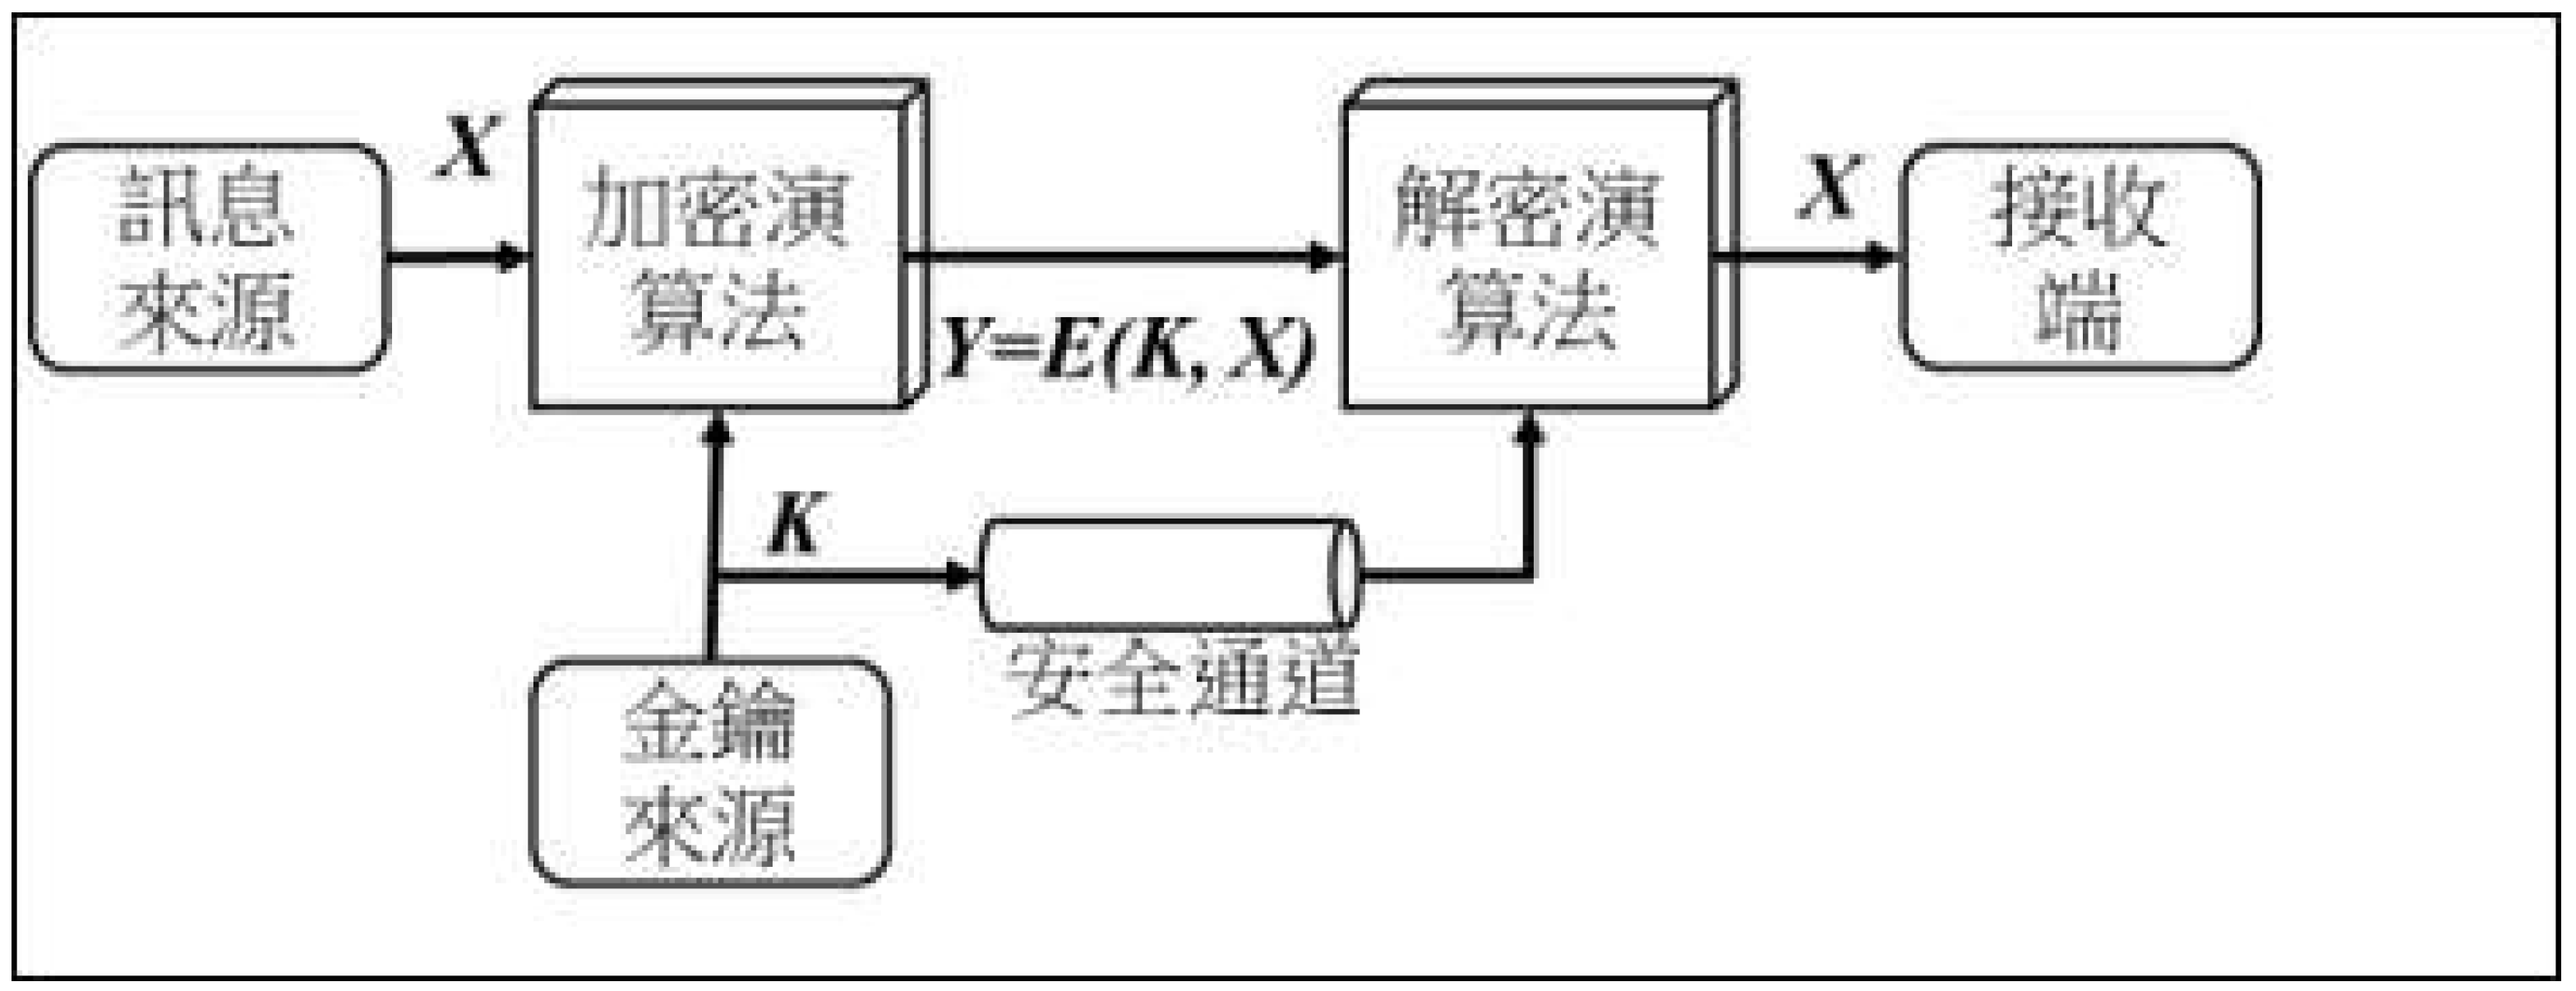 訊息
來源
X
加密演
算法
Y=E(K, X)
解密演
算法
X
接收
端
K
安全通道
金鑰
來源